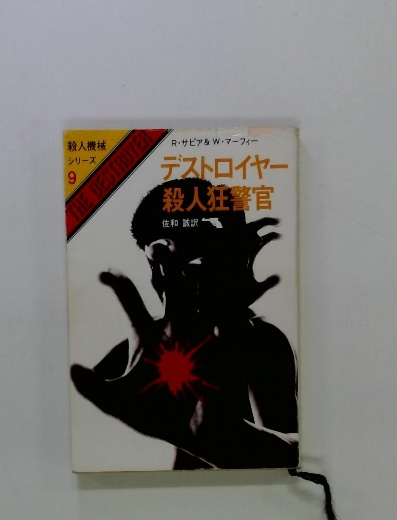 殺人機械
シリーズ
9
THE DESTROYER
R・サピア&W・マーフィー
デストロイヤー
殺人狂警官
佐和 誠訳